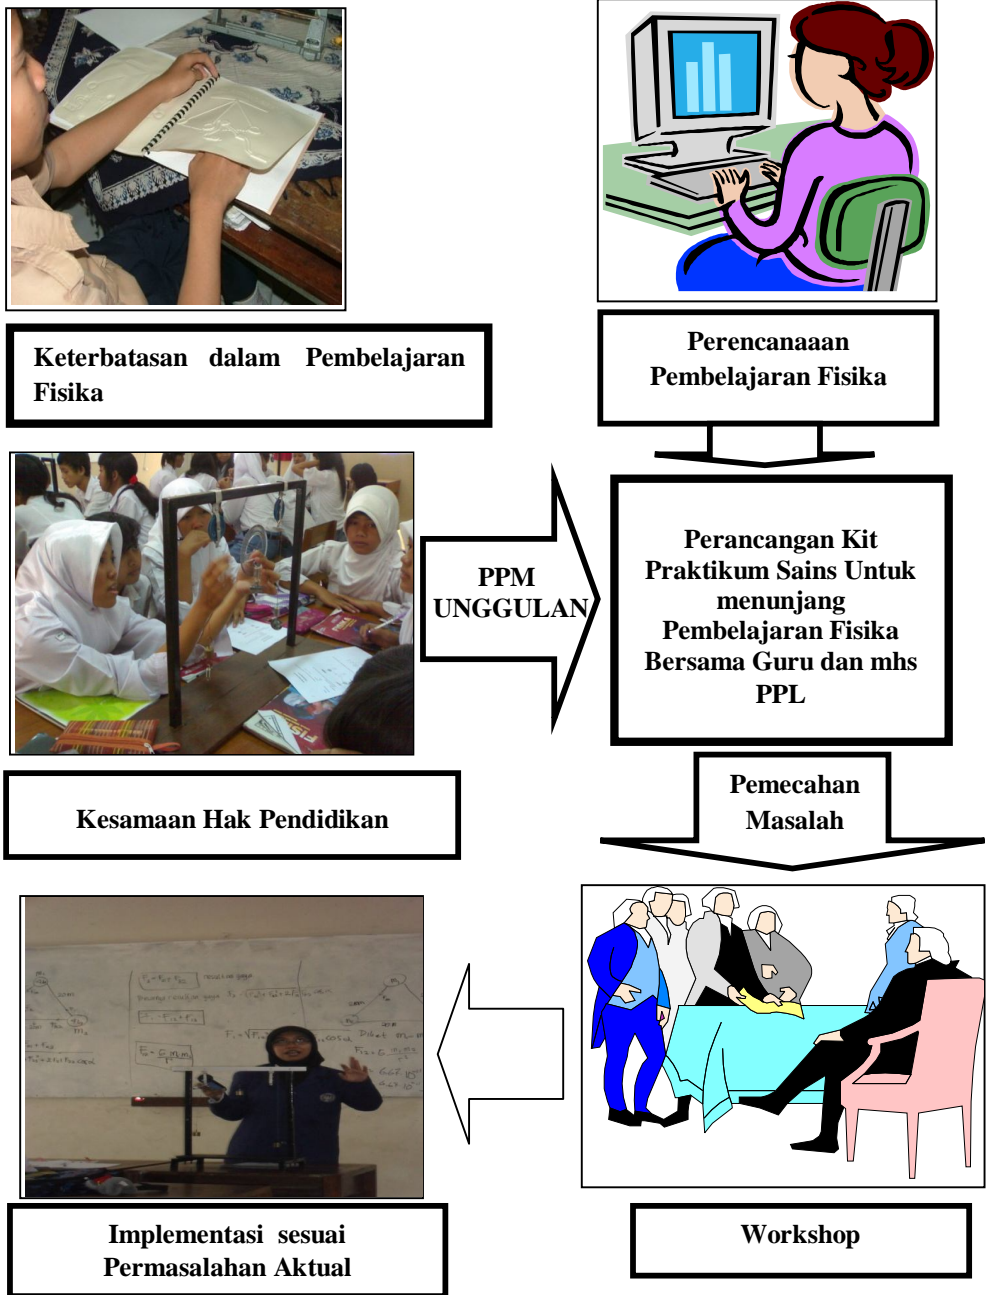 Keterbatasan dalam Pembelajaran
Fisika
Perencanaaan
Pembelajaran Fisika
PPM
UNGGULAN
Perancangan Kit
Praktikum Sains Untuk
menunjang
Pembelajaran Fisika
Bersama Guru dan mhs
PPL
Kesamaan Hak Pendidikan
Pemecahan
Masalah
Implementasi sesuai
Permasalahan Aktual
Workshop